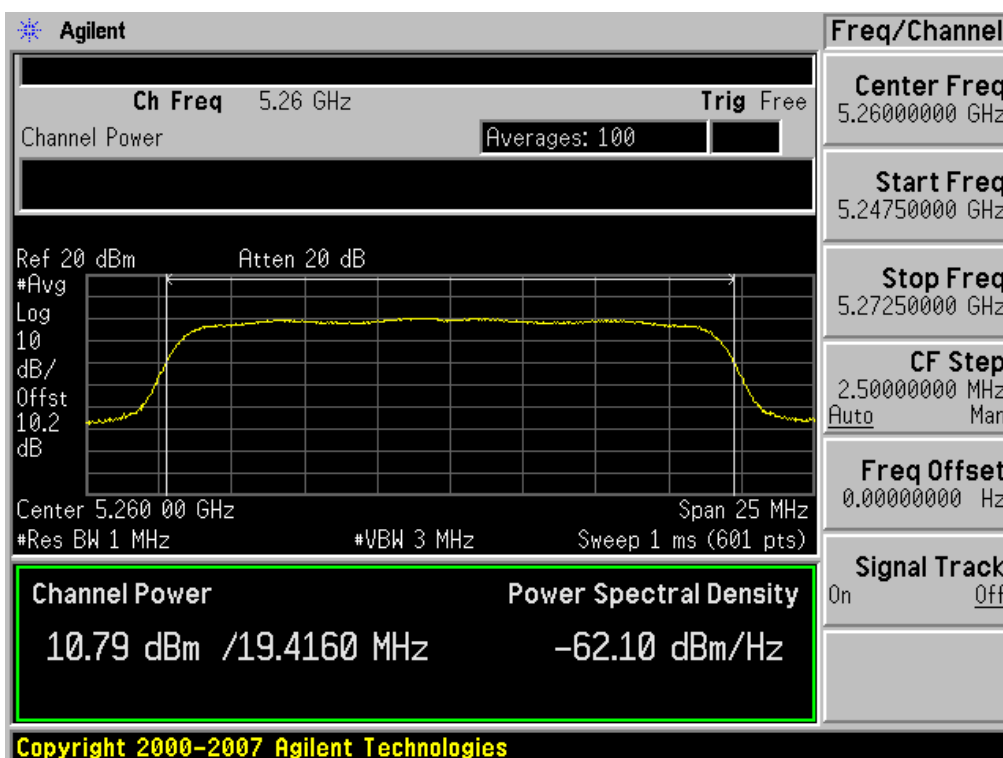 Agilent
Freq/Channel
Ch Freq 5.26 GHz Trig Free
Channel Power Averages: 100
Center Freq
5.26000000 GHz
Start Freq
5.24750000 GHz
Stop Freq
5.27250000 GHz
CF Step
2.50000000 MHz
Auto Man
Freq Offset
0.00000000 Hz
Signal Track
On Off
Ref 20 dBm Atten 20 dB
#Avg
Log
10
dB/
Offst
10.2
dB
Center 5.260 00 GHz Span 25 MHz
#Res BW 1 MHz #VBW 3 MHz Sweep 1 ms (601 pts)
Channel Power Power Spectral Density
10.79 dBm /19.4160 MHz -62.10 dBm/Hz
Copyright 2000-2007 Agilent Technologies